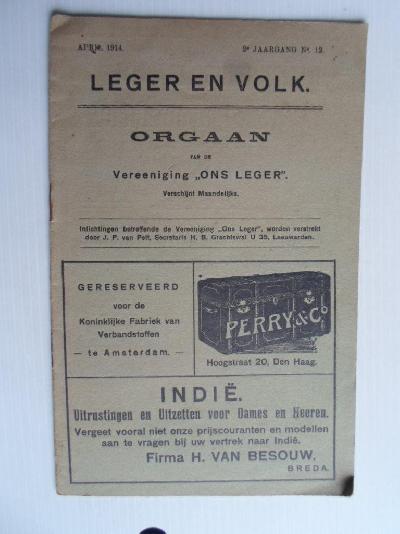 APRIL 1914. 2e JAARGANG No. 12.
LEGER EN VOLK.
ORGAAN
VAN DE
Vereeniging „ONS LEGER”.
Verschijnt Maandelijks.
Inlichtingen betreffende de Vereeniging „Ons Leger”, worden verstrekt
door J. P. van Pelt, Secretaris H. B. Grachtswal U 35, Leeuwarden.
GERESERVEERD
voor de
Koninklijke Fabriek van
Verbandstoffen
— te Amsterdam. —
PERRY & Co
Hoogstraat 20, Den Haag.
INDIË.
Uitrustingen en Uitzetten voor Dames en Heeren.
Vergeet vooral niet onze prijscouranten en modellen
aan te vragen bij uw vertrek naar Indië.
Firma H. VAN BESOUW,
BREDA.